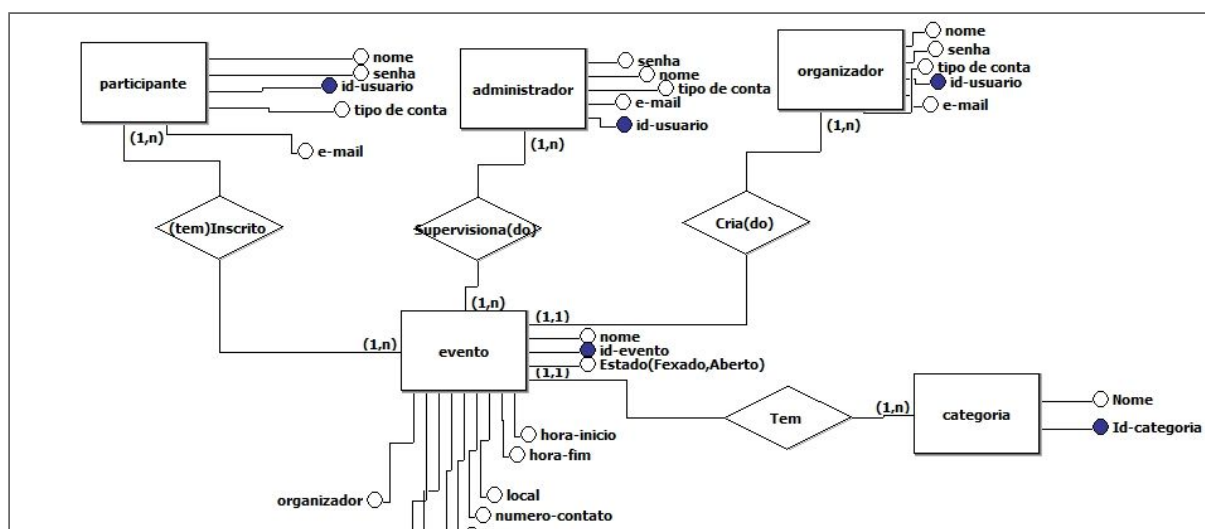 participante
nome
senha
id-usuario
tipo de conta
e-mail
(1,n)
administrador
senha
nome
tipo de conta
e-mail
id-usuario
(1,n)
organizador
nome
senha
tipo de conta
id-usuario
e-mail
(1,n)
(tem)Inscrito
Supervisiona(do)
Cria(do)
(1,n)
(1,n)
(1,1)
evento
nome
id-evento
Estado(Fexado,Aberto)
(1,1)
Tem
(1,n)
categoria
Nome
Id-categoria
hora-inicio
hora-fim
organizador
local
numero-contato